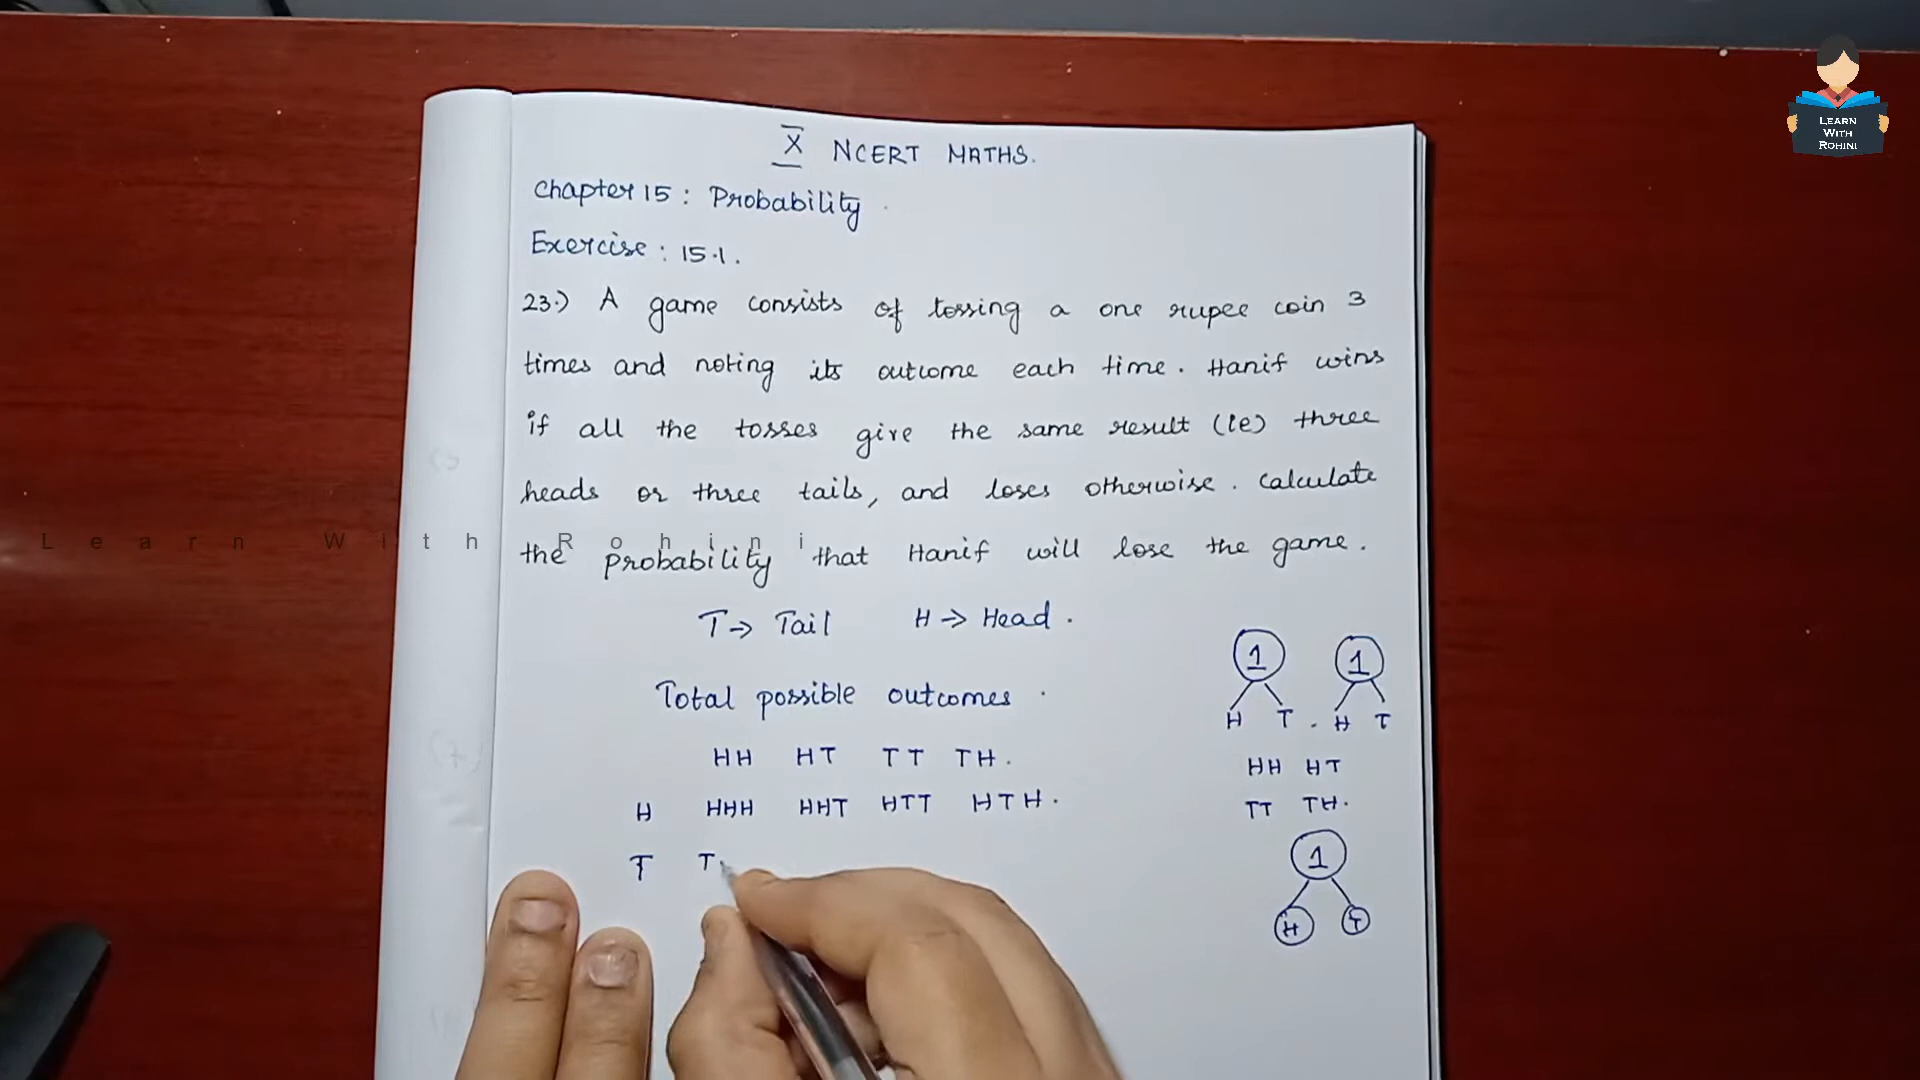 LEARN
WITH
ROHINI
X NCERT MATHS.
Chapter 15 : Probability
Exercise : 15.1.
23.) A game consists of tossing a one rupee coin 3
times and noting its outcome each time. Hanif wins
if all the tosses give the same result (ie) three
heads or three tails, and loses otherwise. Calculate
Learn With Rohini
the probability that Hanif will lose the game.
T → Tail H → Head.
1 1
Total possible outcomes
H T . H T
HH HT TT TH.
HH HT
H HHH HHT HTT HTH.
TT TH.
T T
1
H T